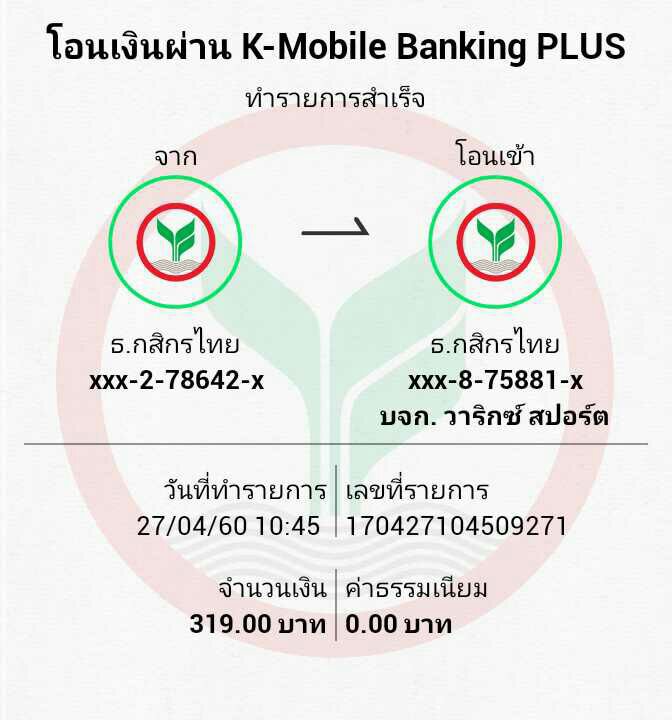 โอนเงินผ่าน K-Mobile Banking PLUS
ทำรายการสำเร็จ
จาก
โอนเข้า
ธ.กสิกรไทย
xxx-2-78642-x
ธ.กสิกรไทย
xxx-8-75881-x
บจก. วาริกซ์ สปอร์ต
วันที่ทำรายการ
27/04/60 10:45
เลขที่รายการ
170427104509271
จำนวนเงิน
319.00 บาท
ค่าธรรมเนียม
0.00 บาท